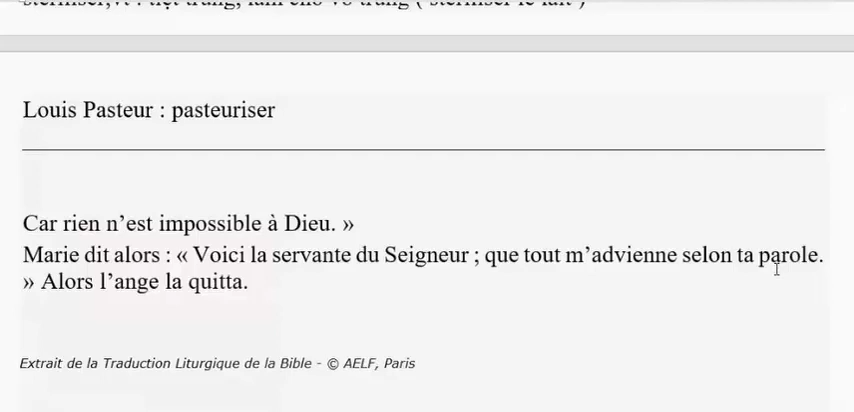 Louis Pasteur : pasteuriser
Car rien n’est impossible à Dieu. »
Marie dit alors : « Voici la servante du Seigneur ; que tout m’advienne selon ta parole.
» Alors l’ange la quitta.
Extrait de la Traduction Liturgique de la Bible - © AELF, Paris